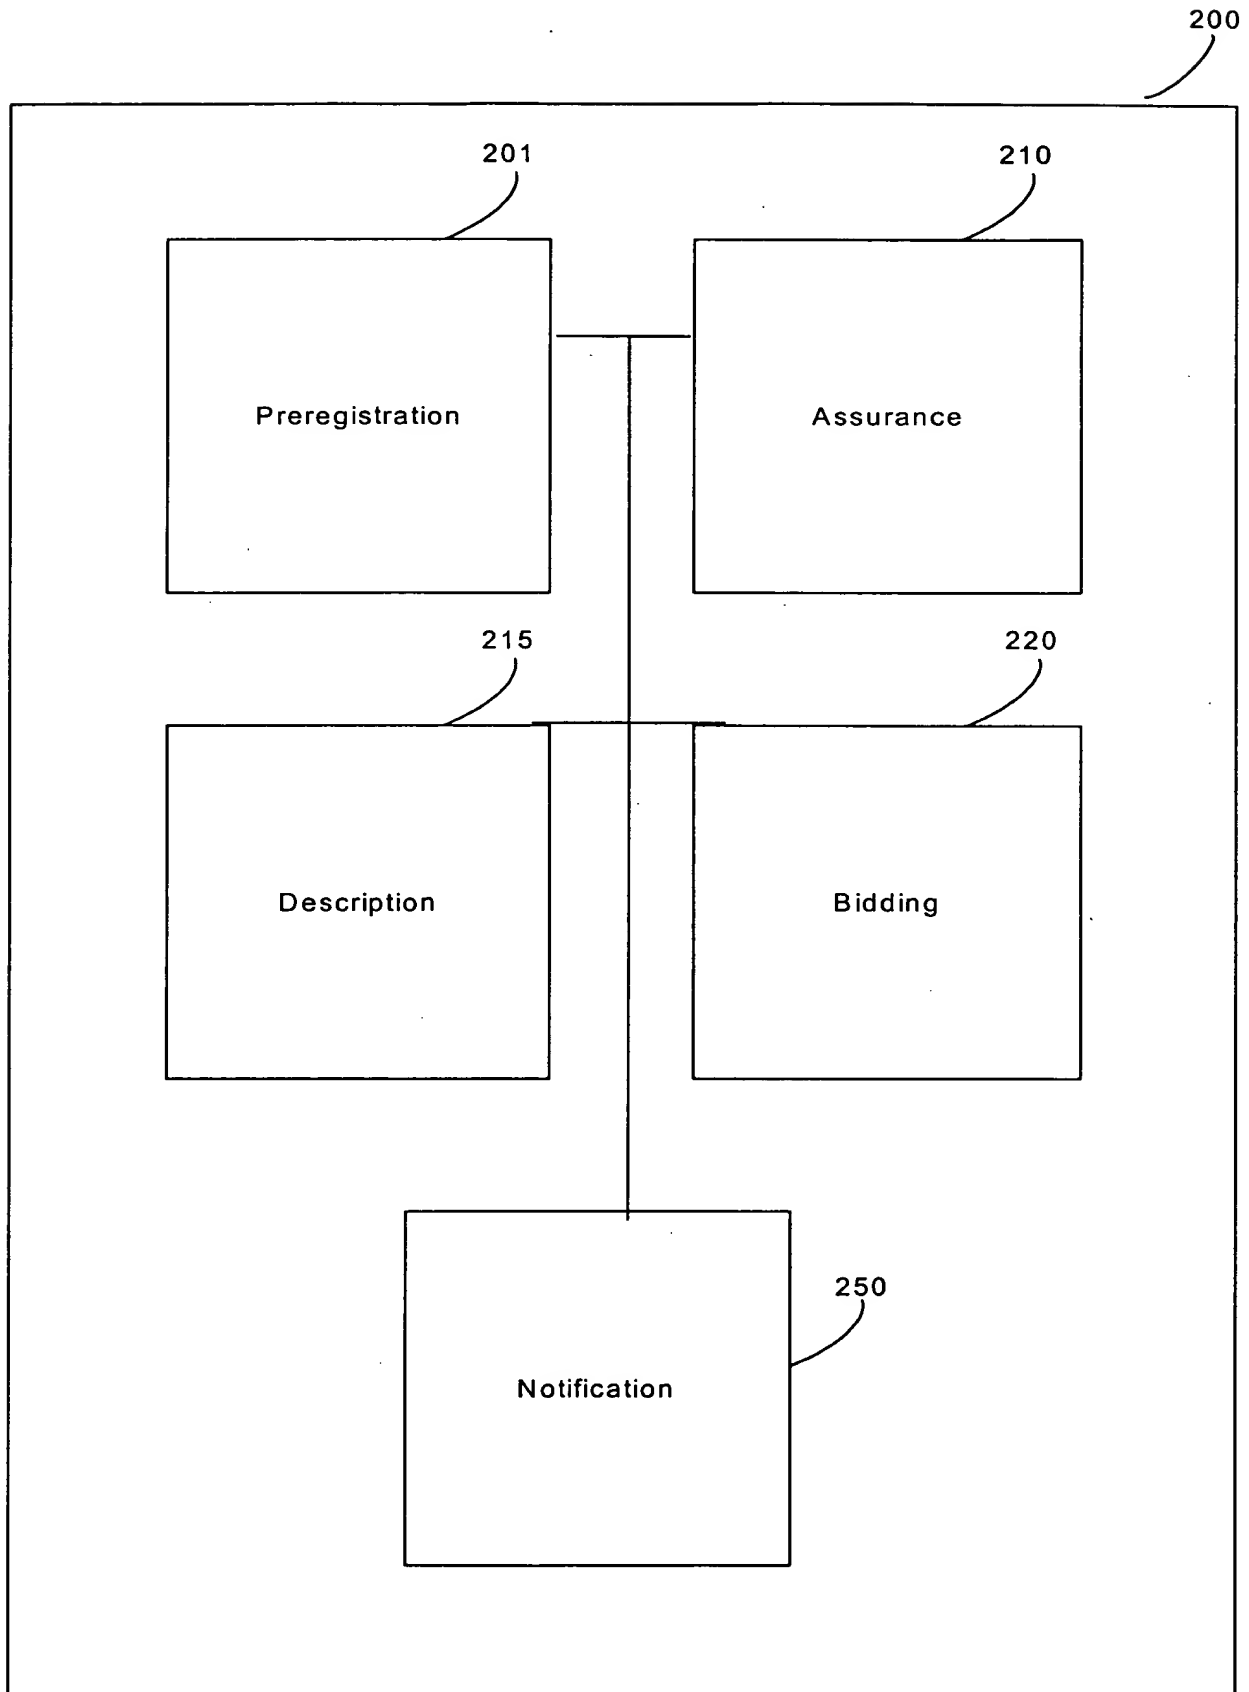 200
201
210
Preregistration
Assurance
215
220
Description
Bidding
250
Notification